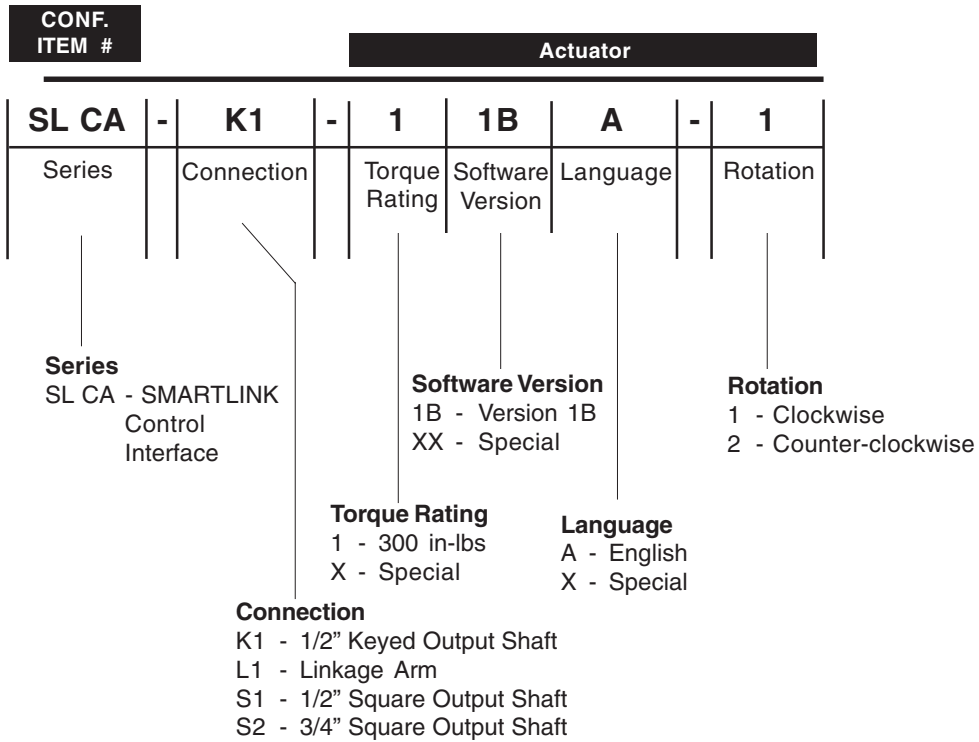 CONF.
ITEM #
Actuator
SL CA - K1 - 1 1B A - 1
Series Connection Torque Rating Software Version Language Rotation
Series
SL CA - SMARTLINK
Control
Interface
Software Version
1B - Version 1B
XX - Special
Rotation
1 - Clockwise
2 - Counter-clockwise
Torque Rating
1 - 300 in-lbs
X - Special
Language
A - English
X - Special
Connection
K1 - 1/2” Keyed Output Shaft
L1 - Linkage Arm
S1 - 1/2” Square Output Shaft
S2 - 3/4” Square Output Shaft